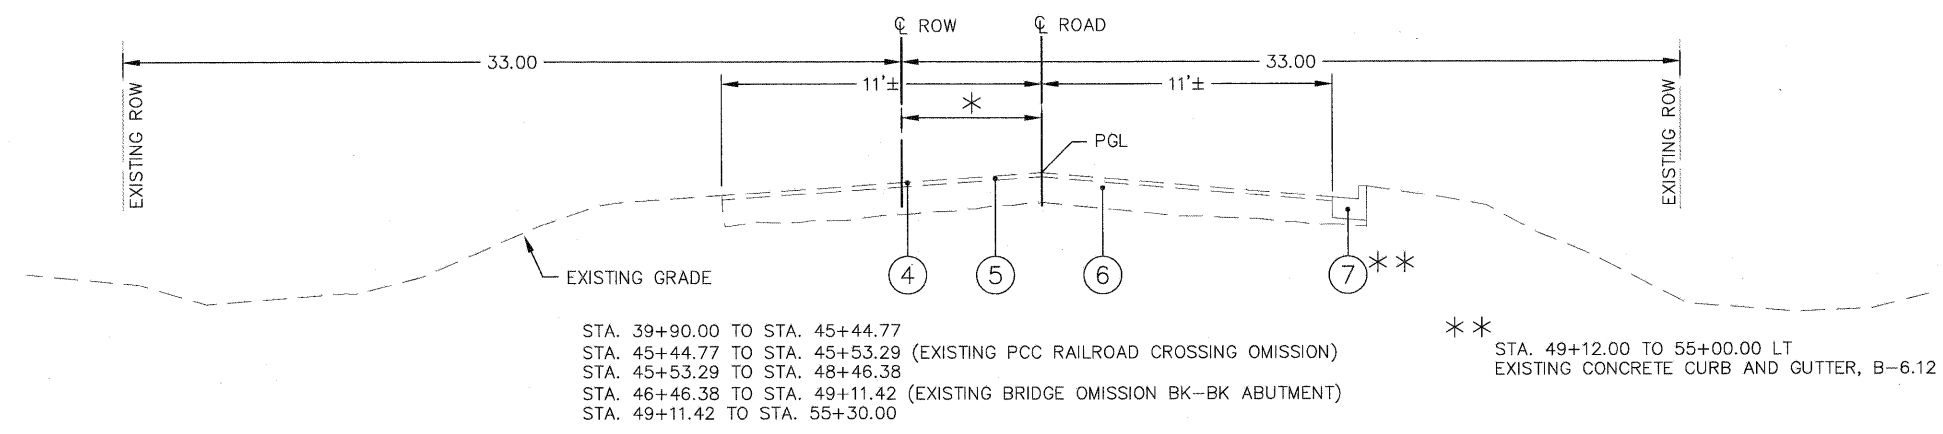 ℄ ROW
℄ ROAD
33.00
33.00
11'±
11'±
*
EXISTING ROW
EXISTING ROW
PGL
4
5
6
7
**
EXISTING GRADE
STA. 39+90.00 TO STA. 45+44.77
STA. 45+44.77 TO STA. 45+53.29 (EXISTING PCC RAILROAD CROSSING OMISSION)
STA. 45+53.29 TO STA. 48+46.38
STA. 46+46.38 TO STA. 49+11.42 (EXISTING BRIDGE OMISSION BK-BK ABUTMENT)
STA. 49+11.42 TO STA. 55+30.00
**
STA. 49+12.00 TO 55+00.00 LT
EXISTING CONCRETE CURB AND GUTTER, B-6.12